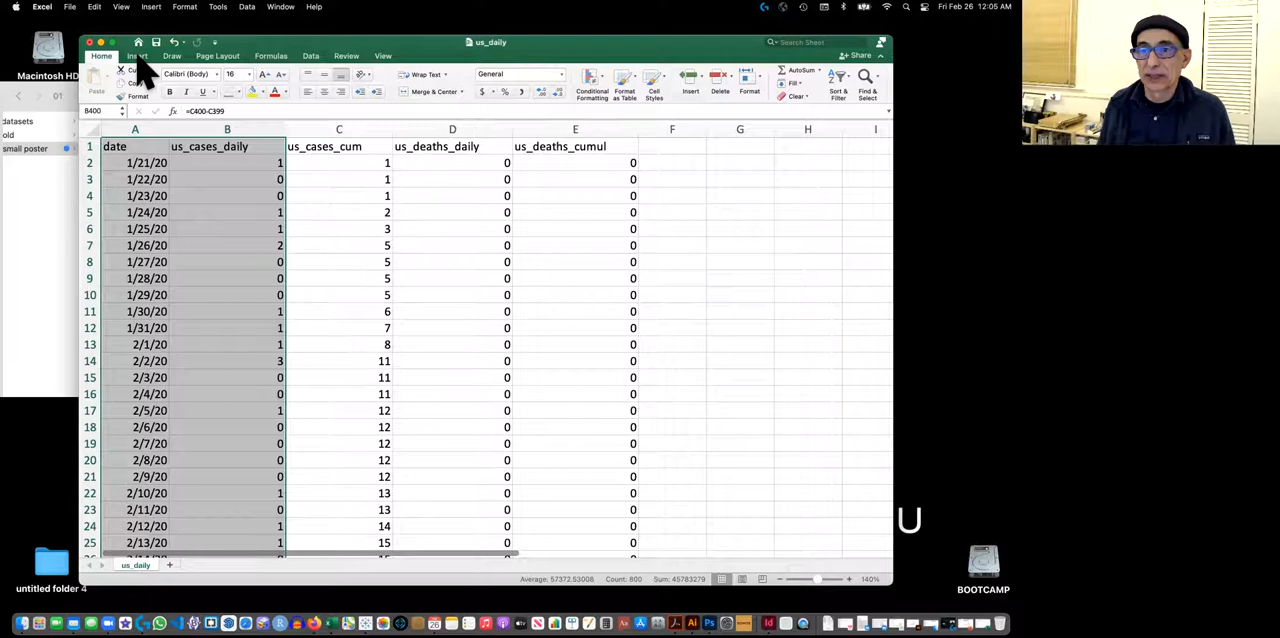 Excel File Edit View Insert Format Tools Data Window Help
Fri Feb 26 12:05 AM
us_daily
Search Sheet
Home Insert Draw Page Layout Formulas Data Review View
Share
Macintosh HD
01
datasets
old
small poster
Paste
Cu
Co
Format
Calibri (Body) 16
Wrap Text
Merge & Center
General
Conditional Formatting
Format as Table
Cell Styles
Insert
Delete
Format
AutoSum
Fill
Clear
Sort & Filter
Find & Select
B400 fx =C400-C399
A B C D E F G H I
1 date us_cases_daily us_cases_cum us_deaths_daily us_deaths_cumul
2 1/21/20 1 1 0 0
3 1/22/20 0 1 0 0
4 1/23/20 0 1 0 0
5 1/24/20 1 2 0 0
6 1/25/20 1 3 0 0
7 1/26/20 2 5 0 0
8 1/27/20 0 5 0 0
9 1/28/20 0 5 0 0
10 1/29/20 0 5 0 0
11 1/30/20 1 6 0 0
12 1/31/20 1 7 0 0
13 2/1/20 1 8 0 0
14 2/2/20 3 11 0 0
15 2/3/20 0 11 0 0
16 2/4/20 0 11 0 0
17 2/5/20 1 12 0 0
18 2/6/20 0 12 0 0
19 2/7/20 0 12 0 0
20 2/8/20 0 12 0 0
21 2/9/20 0 12 0 0
22 2/10/20 1 13 0 0
23 2/11/20 0 13 0 0
24 2/12/20 1 14 0 0
25 2/13/20 1 15 0 0
us_daily
Average: 57372.53008 Count: 800 Sum: 45783279
140%
U
untitled folder 4
BOOTCAMP